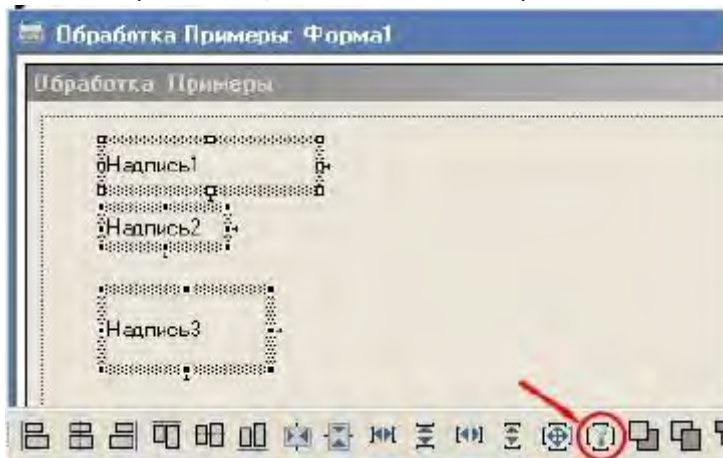 Обработка Примеры: Форма1
Обработка Примеры
Надпись1
Надпись2
Надпись3